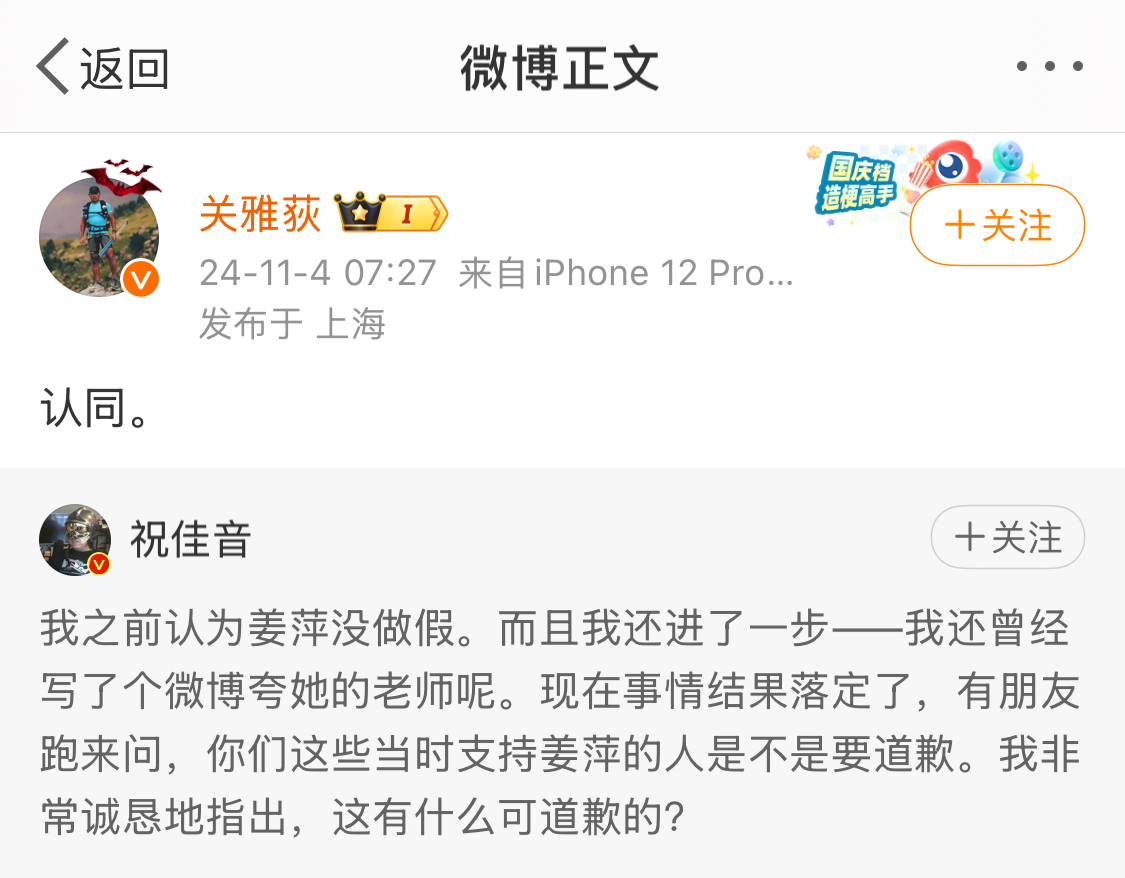 返回
微博正文
国庆档
造梗高手
关雅荻
I
+关注
24-11-4 07:27 来自iPhone 12 Pro...
发布于 上海
认同。
祝佳音
+关注
我之前认为姜萍没做假。而且我还进了一步——我还曾经
写了个微博夸她的老师呢。现在事情结果落定了，有朋友
跑来问，你们这些当时支持姜萍的人是不是要道歉。我非
常诚恳地指出，这有什么可道歉的?